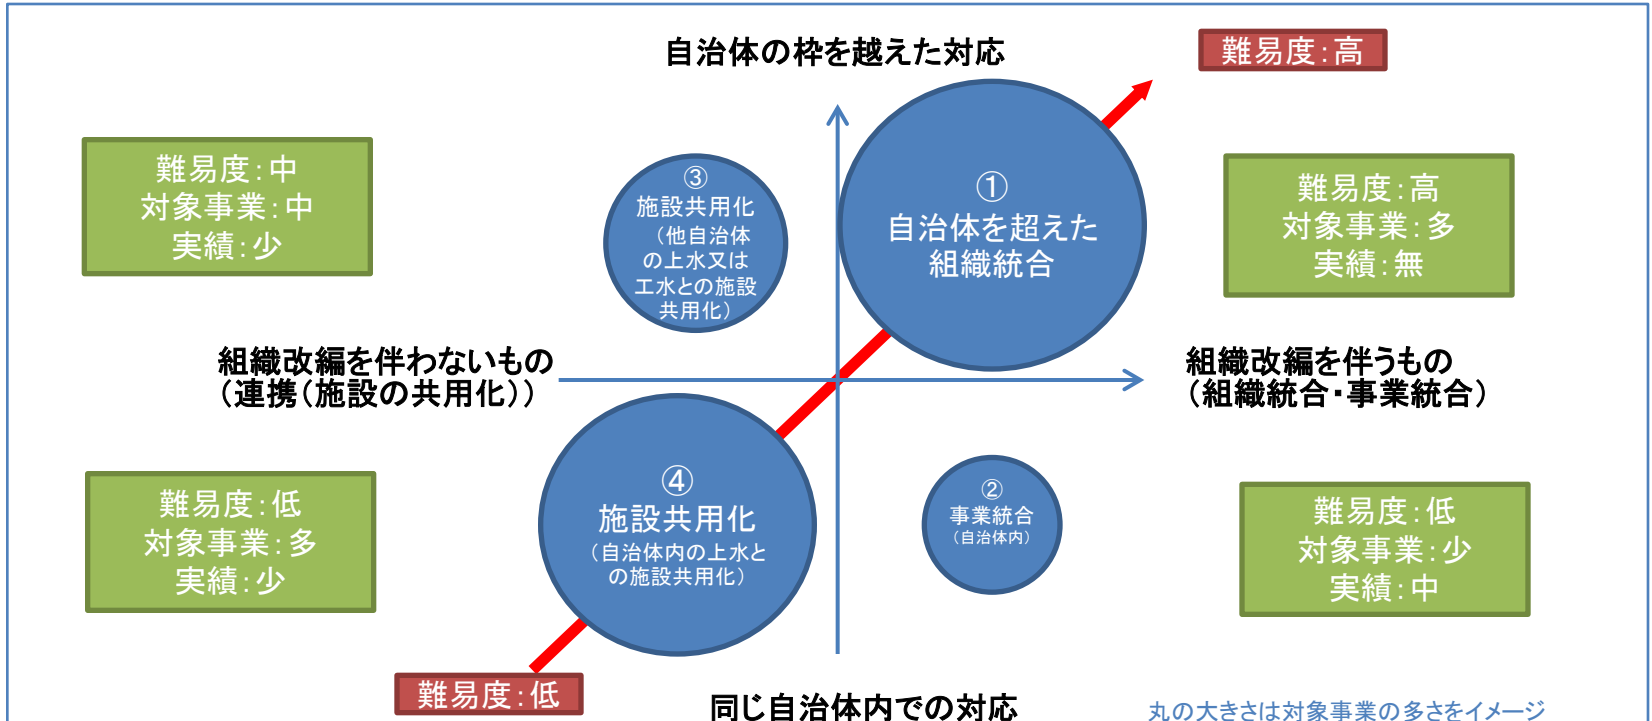 自治体の枠を越えた対応
難易度:高
難易度:中
対象事業:中
実績:少
③
施設共用化
（他自治体
の上水又は
工水との施設
共用化）
①
自治体を超えた
組織統合
難易度:高
対象事業:多
実績:無
組織改編を伴わないもの
（連携（施設の共用化））
組織改編を伴うもの
（組織統合・事業統合）
難易度:低
対象事業:多
実績:少
④
施設共用化
（自治体内の上水と
の施設共用化）
②
事業統合
（自治体内）
難易度:低
対象事業:少
実績:中
難易度:低
同じ自治体内での対応
丸の大きさは対象事業の多さをイメージ